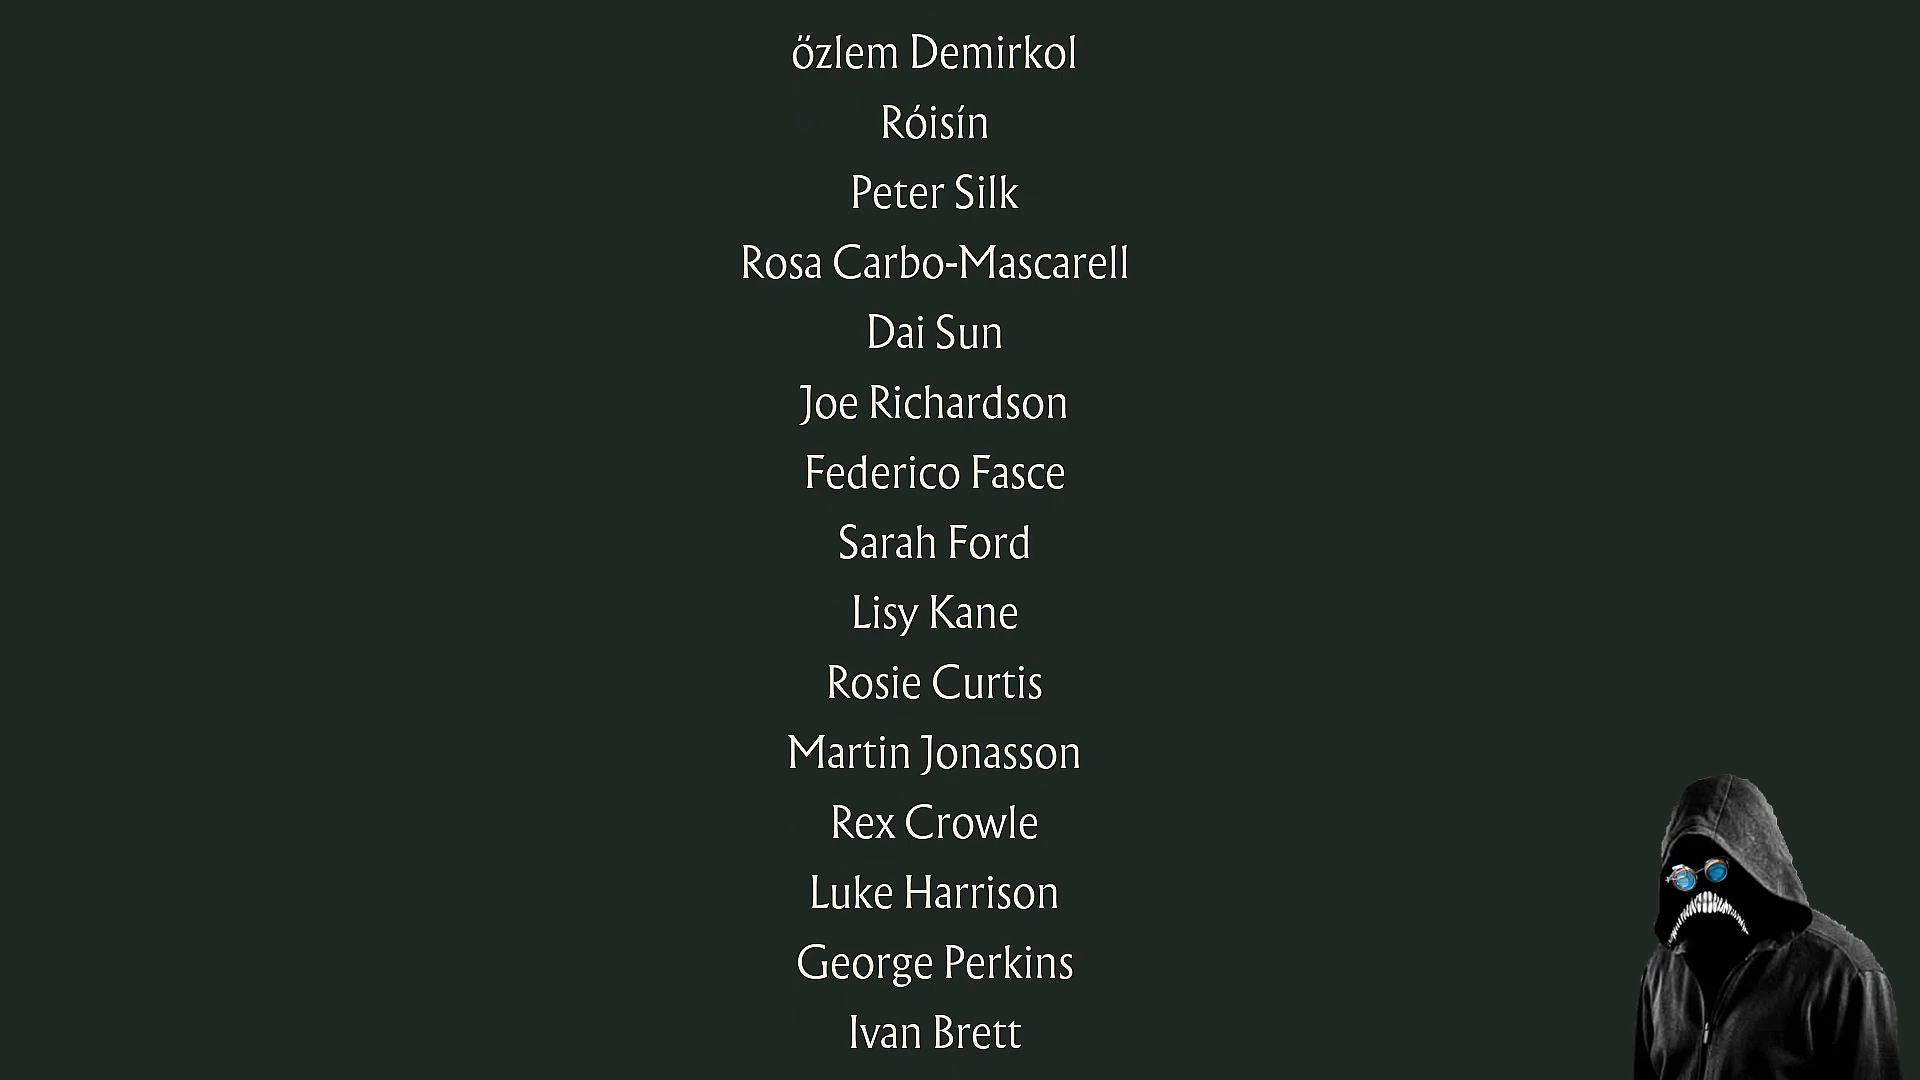 őzlem Demirkol
Róisín
Peter Silk
Rosa Carbo-Mascarell
Dai Sun
Joe Richardson
Federico Fasce
Sarah Ford
Lisy Kane
Rosie Curtis
Martin Jonasson
Rex Crowle
Luke Harrison
George Perkins
Ivan Brett